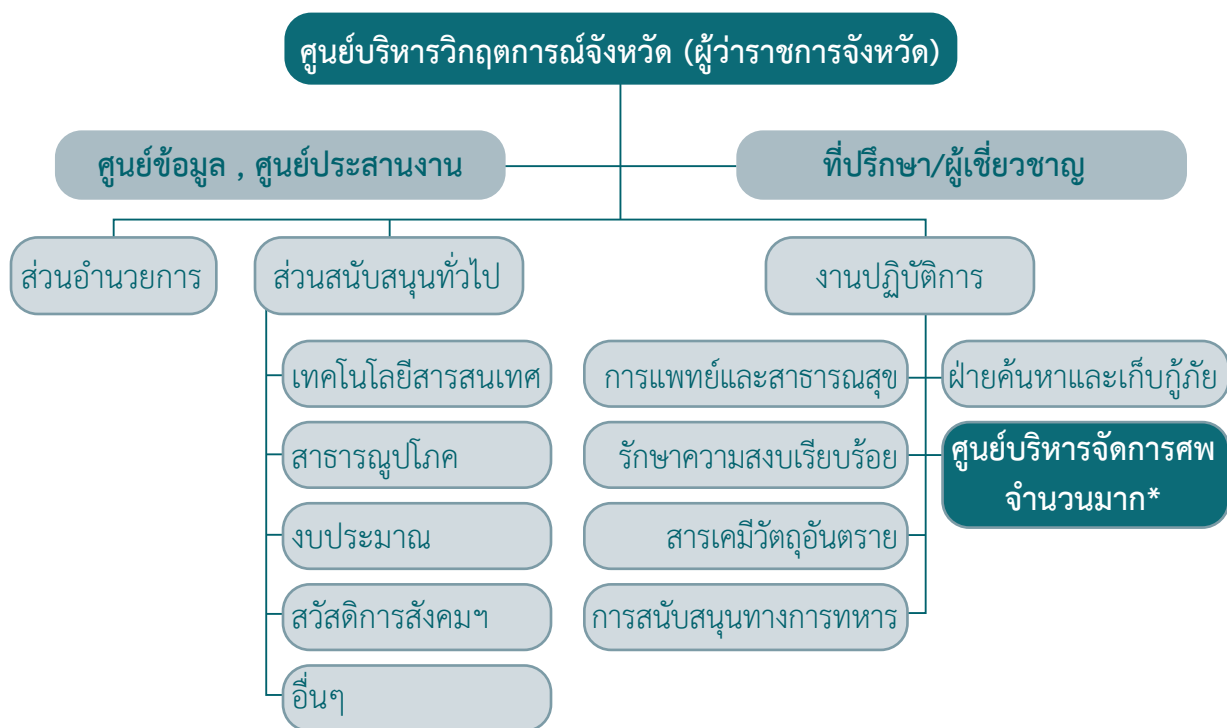 ศูนย์บริหารวิกฤตการณ์จังหวัด (ผู้ว่าราชการจังหวัด)
ศูนย์ข้อมูล , ศูนย์ประสานงาน
ที่ปรึกษา/ผู้เชี่ยวชาญ
ส่วนอำนวยการ
ส่วนสนับสนุนทั่วไป
งานปฏิบัติการ
เทคโนโลยีสารสนเทศ
สาธารณูปโภค
งบประมาณ
สวัสดิการสังคมฯ
อื่นๆ
การแพทย์และสาธารณสุข
รักษาความสงบเรียบร้อย
สารเคมีวัตถุอันตราย
การสนับสนุนทางการทหาร
ฝ่ายค้นหาและเก็บกู้ภัย
ศูนย์บริหารจัดการศพ
จำนวนมาก*